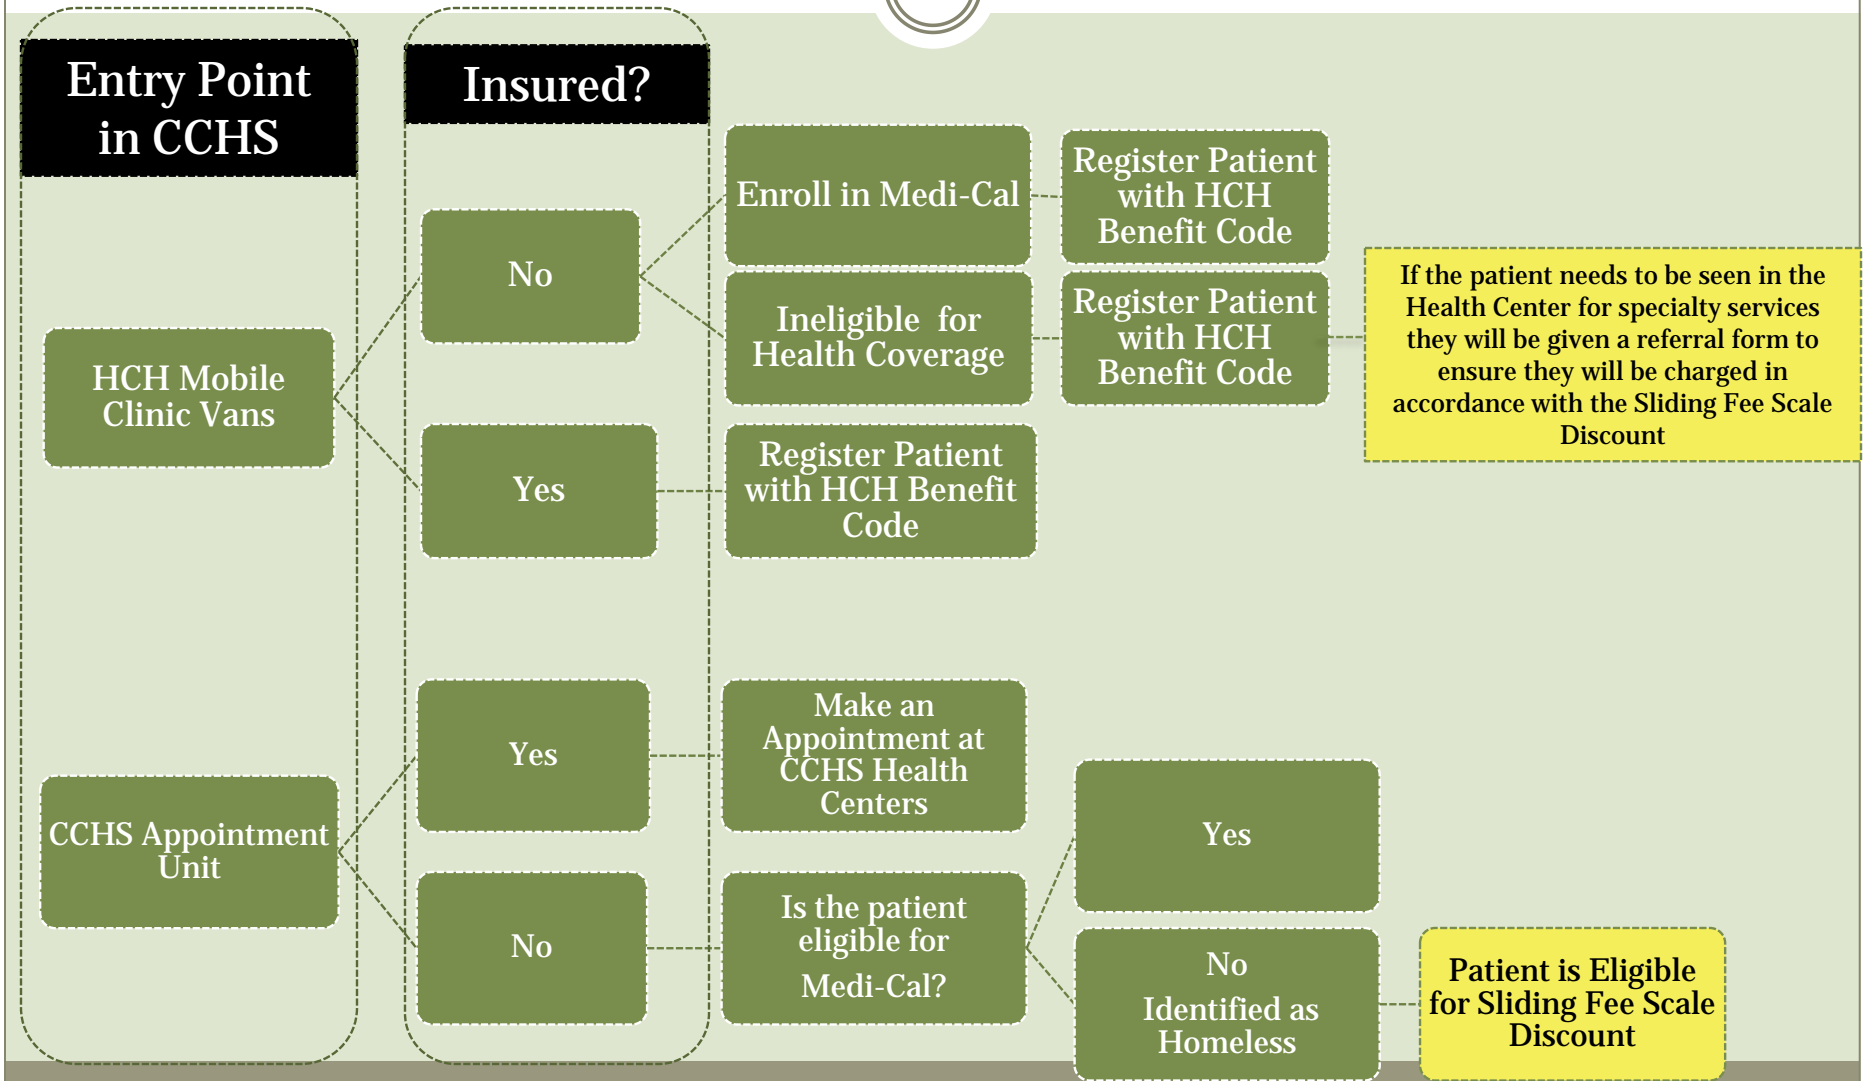 Entry Point
in CCHS
Insured?
HCH Mobile
Clinic Vans
No
Enroll in Medi-Cal
Register Patient
with HCH
Benefit Code
Ineligible for
Health Coverage
Register Patient
with HCH
Benefit Code
If the patient needs to be seen in the
Health Center for specialty services
they will be given a referral form to
ensure they will be charged in
accordance with the Sliding Fee Scale
Discount
Yes
Register Patient
with HCH Benefit
Code
CCHS Appointment
Unit
Yes
Make an
Appointment at
CCHS Health
Centers
No
Is the patient
eligible for
Medi-Cal?
Yes
No
Identified as
Homeless
Patient is Eligible
for Sliding Fee Scale
Discount